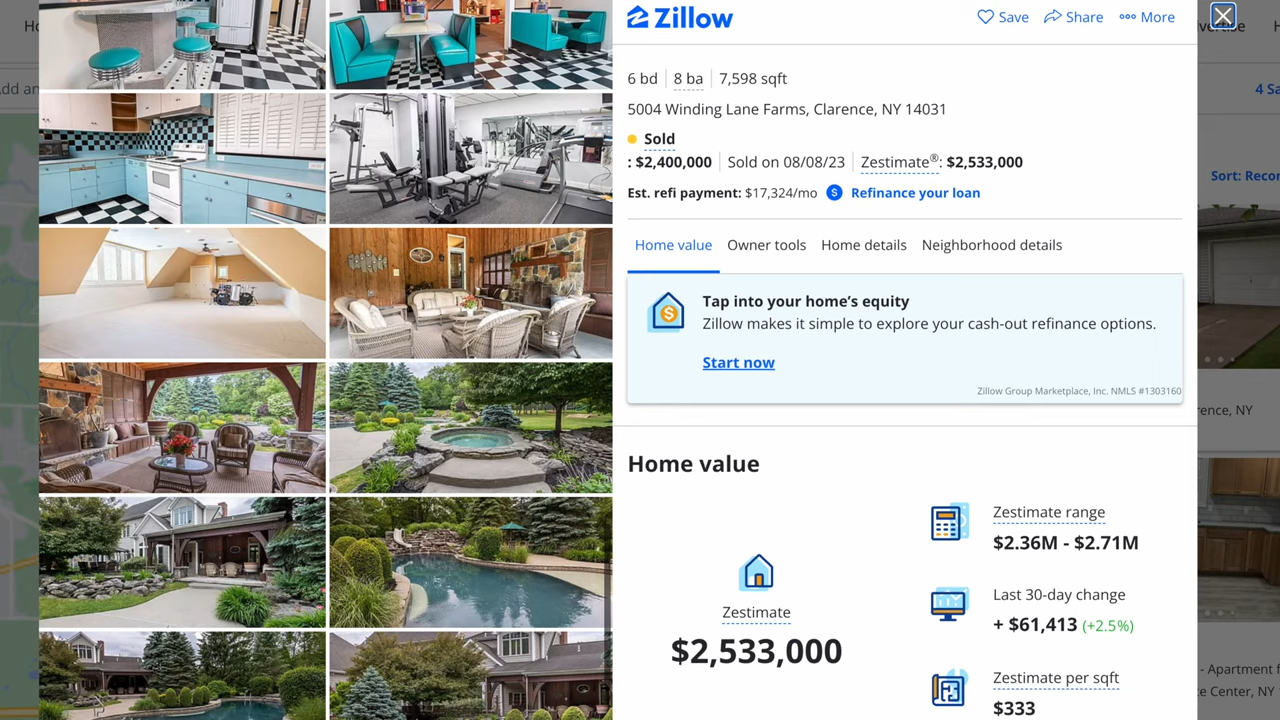 Zillow
Save
Share
More
6 bd
8 ba
7,598 sqft
5004 Winding Lane Farms, Clarence, NY 14031
Sold
: $2,400,000
Sold on 08/08/23
Zestimate®: $2,533,000
Est. refi payment: $17,324/mo
$
Refinance your loan
Home value
Owner tools
Home details
Neighborhood details
Tap into your home's equity
Zillow makes it simple to explore your cash-out refinance options.
Start now
Zillow Group Marketplace, Inc. NMLS #1303160
Home value
Zestimate
$2,533,000
Zestimate range
$2.36M - $2.71M
Last 30-day change
+ $61,413 (+2.5%)
Zestimate per sqft
$333
4 Sa
Sort: Recor
rence, NY
- Apartment f
te Center, NY
dd an